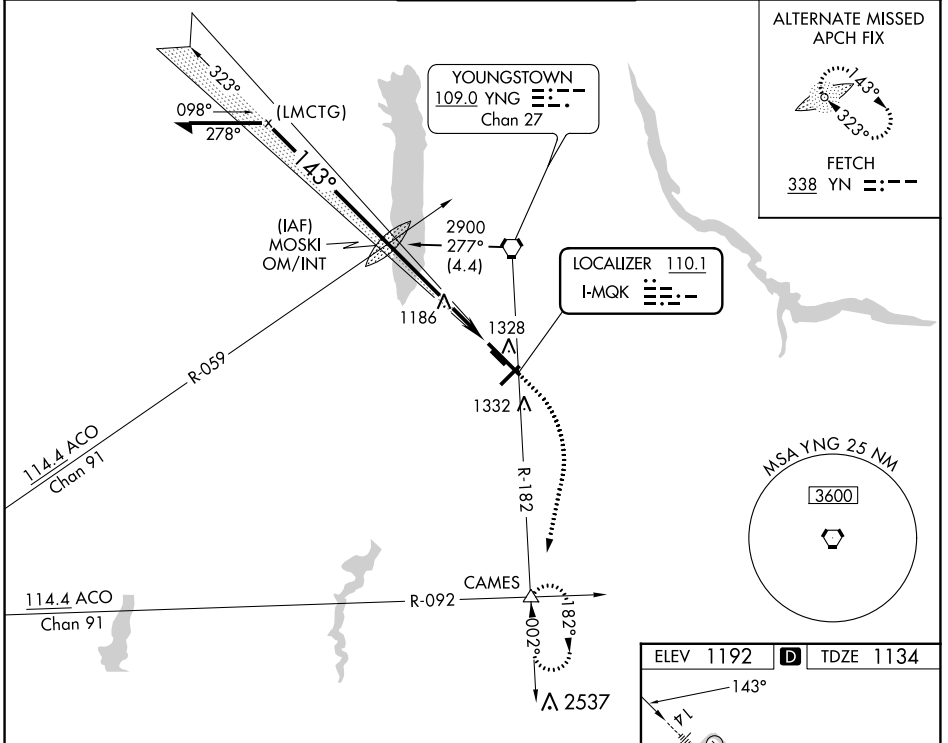 ALTERNATE MISSED
APCH FIX
143°
323°
FETCH
338 YN
323°
098°
278°
(LMCTG)
143°
YOUNGSTOWN
109.0 YNG
Chan 27
(IAF)
MOSKI
OM/INT
2900
277°
(4.4)
LOCALIZER 110.1
I-MQK
1186
1328
1332
R-059
114.4 ACO
Chan 91
R-182
MSA YNG 25 NM
3600
CAMES
114.4 ACO
Chan 91
R-092
182°
002°
2537
ELEV 1192 D TDZE 1134
143°
14